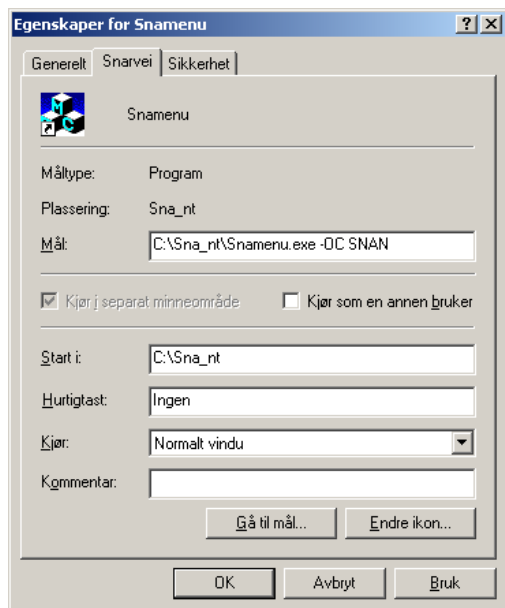 Egenskaper for Snamenu
Generelt Snarvei Sikkerhet
M C
Snamenu
Måltype: Program
Plassering: Sna_nt
Mål: C:\Sna_nt\Snamenu.exe -OC SNAN
Kjør i separat minneområde Kjør som en annen bruker
Start i: C:\Sna_nt
Hurtigtast: Ingen
Kjør: Normalt vindu
Kommentar:
Gå til mål... Endre ikon...
OK Avbryt Bruk